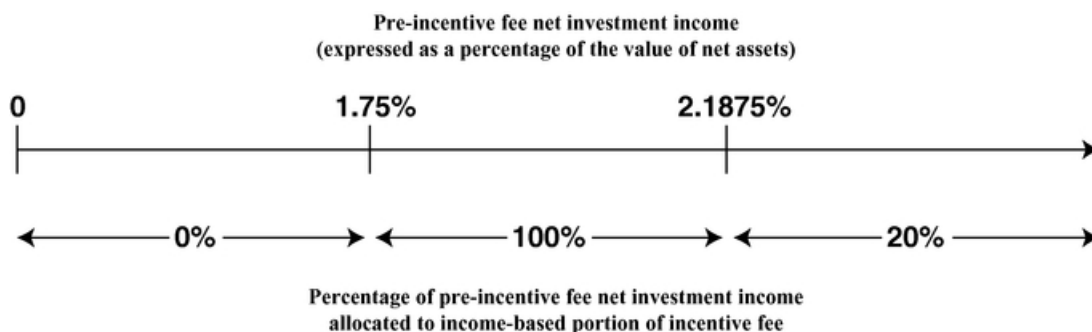 Pre-incentive fee net investment income
(expressed as a percentage of the value of net assets)
0 1.75% 2.1875%
0% 100% 20%
Percentage of pre-incentive fee net investment income
allocated to income-based portion of incentive fee